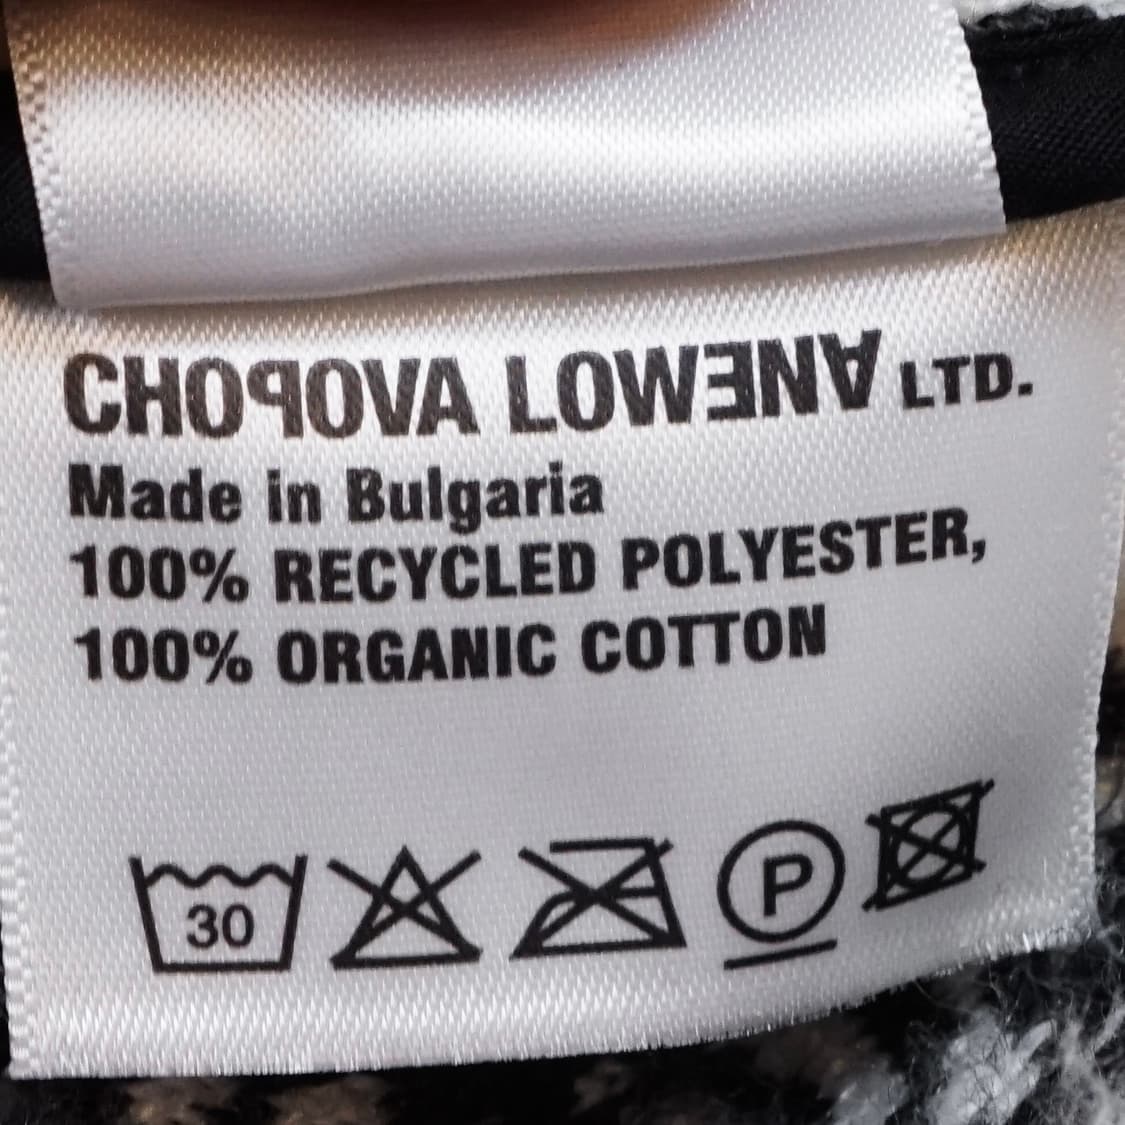 CHOPOVA LOWENA LTD.
Made in Bulgaria
100% RECYCLED POLYESTER,
100% ORGANIC COTTON
30 P